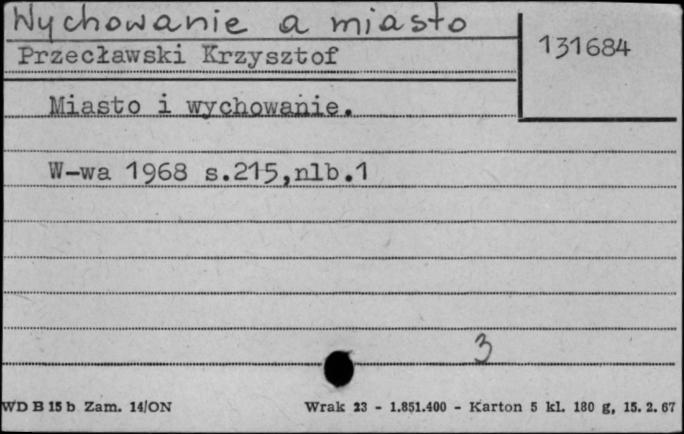 Wychowanie a miasto
131684
Przecławski Krzysztof
Miasto i wychowanie.
W-wa 1968 s.215,nlb.1
3
WD B 15 b Zam. 14/ON Wrak 23 - 1.851.400 - Karton 5 kl. 180 g, 15. 2. 67